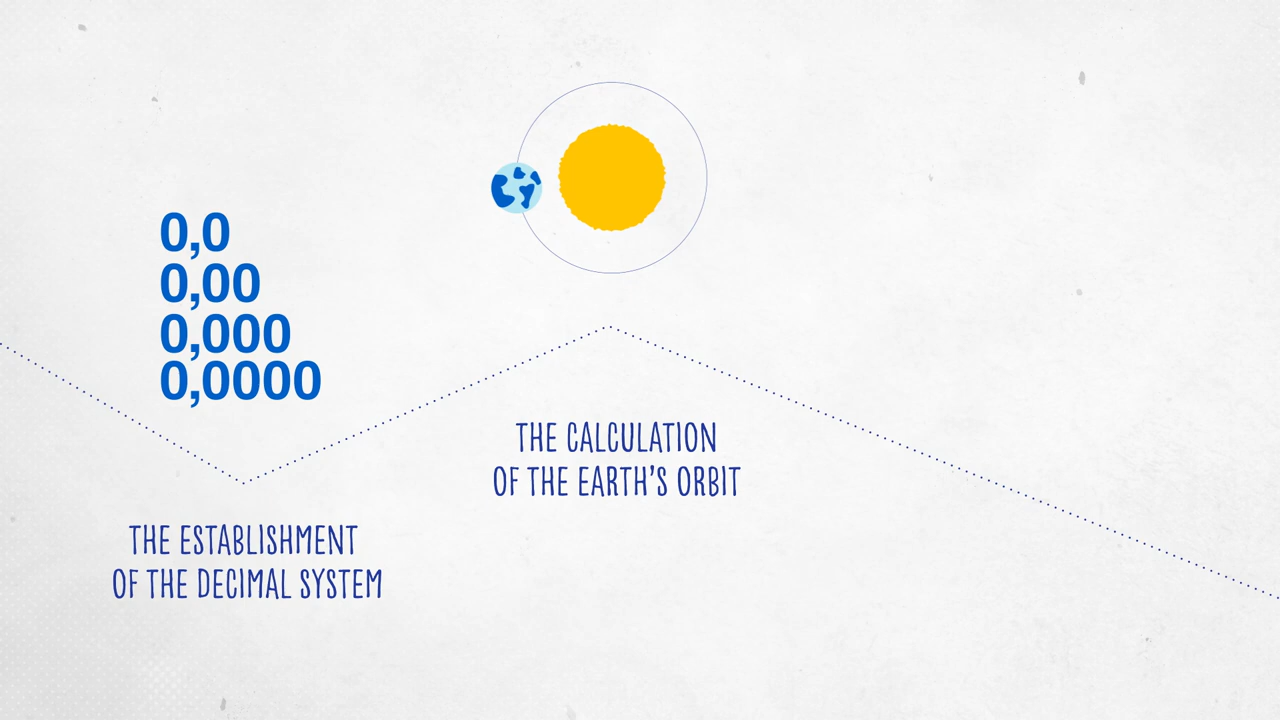 0,0
0,00
0,000
0,0000
THE ESTABLISHMENT
OF THE DECIMAL SYSTEM
THE CALCULATION
OF THE EARTH'S ORBIT